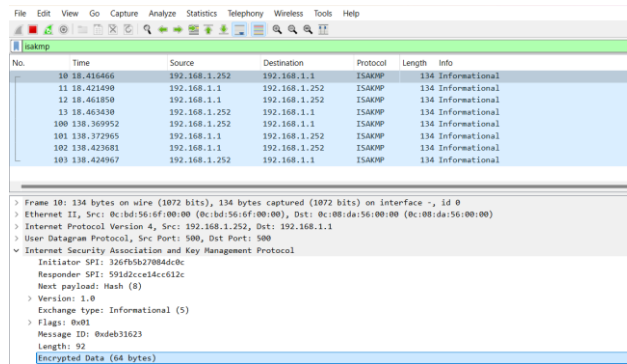 File Edit View Go Capture Analyze Statistics Telephony Wireless Tools Help
isakmp
No. Time Source Destination Protocol Length Info
10 18.416466 192.168.1.252 192.168.1.1 ISAKMP 134 Informational
11 18.421490 192.168.1.1 192.168.1.252 ISAKMP 134 Informational
12 18.461850 192.168.1.1 192.168.1.252 ISAKMP 134 Informational
13 18.463430 192.168.1.252 192.168.1.1 ISAKMP 134 Informational
100 138.369952 192.168.1.252 192.168.1.1 ISAKMP 134 Informational
101 138.372965 192.168.1.1 192.168.1.252 ISAKMP 134 Informational
102 138.423681 192.168.1.1 192.168.1.252 ISAKMP 134 Informational
103 138.424967 192.168.1.252 192.168.1.1 ISAKMP 134 Informational
> Frame 10: 134 bytes on wire (1072 bits), 134 bytes captured (1072 bits) on interface -, id 0
> Ethernet II, Src: 0c:bd:56:6f:00:00 (0c:bd:56:6f:00:00), Dst: 0c:08:da:56:00:00 (0c:08:da:56:00:00)
> Internet Protocol Version 4, Src: 192.168.1.252, Dst: 192.168.1.1
> User Datagram Protocol, Src Port: 500, Dst Port: 500
Internet Security Association and Key Management Protocol
Initiator SPI: 326fb5b27084dc0c
Responder SPI: 591d2cce14cc612c
Next payload: Hash (8)
> Version: 1.0
Exchange type: Informational (5)
> Flags: 0x01
Message ID: 0xdeb31623
Length: 92
Encrypted Data (64 bytes)